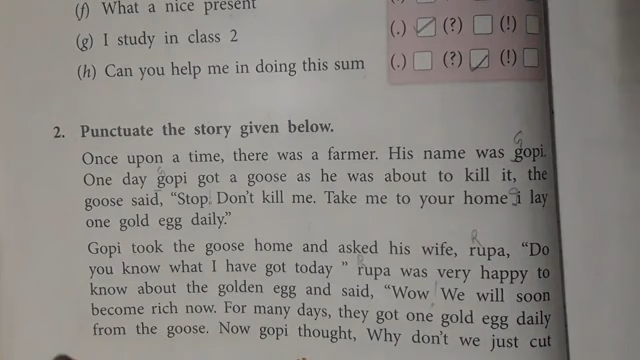 (f) What a nice present
(g) I study in class 2
(.) (?) (!)
(h) Can you help me in doing this sum
(.) (?) (!)
2. Punctuate the story given below.
Once upon a time, there was a farmer. His name was gopi.
One day gopi got a goose as he was about to kill it, the
goose said, “Stop! Don't kill me. Take me to your home i lay
one gold egg daily.”
Gopi took the goose home and asked his wife, rupa, “Do
you know what I have got today ” rupa was very happy to
know about the golden egg and said, “Wow! We will soon
become rich now. For many days, they got one gold egg daily
from the goose. Now gopi thought, Why don't we just cut